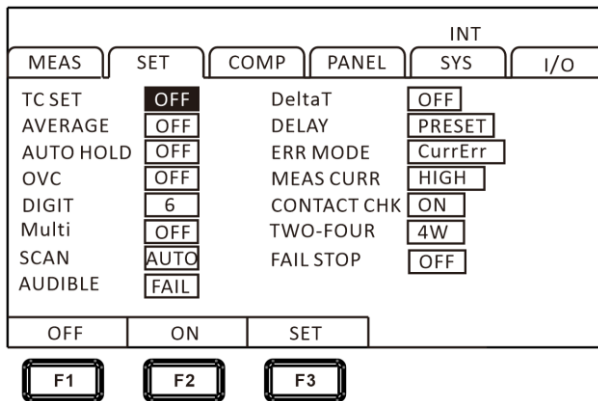 INT
MEAS SET COMP PANEL SYS I/O
TC SET OFF DeltaT OFF
AVERAGE OFF DELAY PRESET
AUTO HOLD OFF ERR MODE CurrErr
OVC OFF MEAS CURR HIGH
DIGIT 6 CONTACT CHK ON
Multi OFF TWO-FOUR 4W
SCAN AUTO FAIL STOP OFF
AUDIBLE FAIL
OFF ON SET
F1 F2 F3